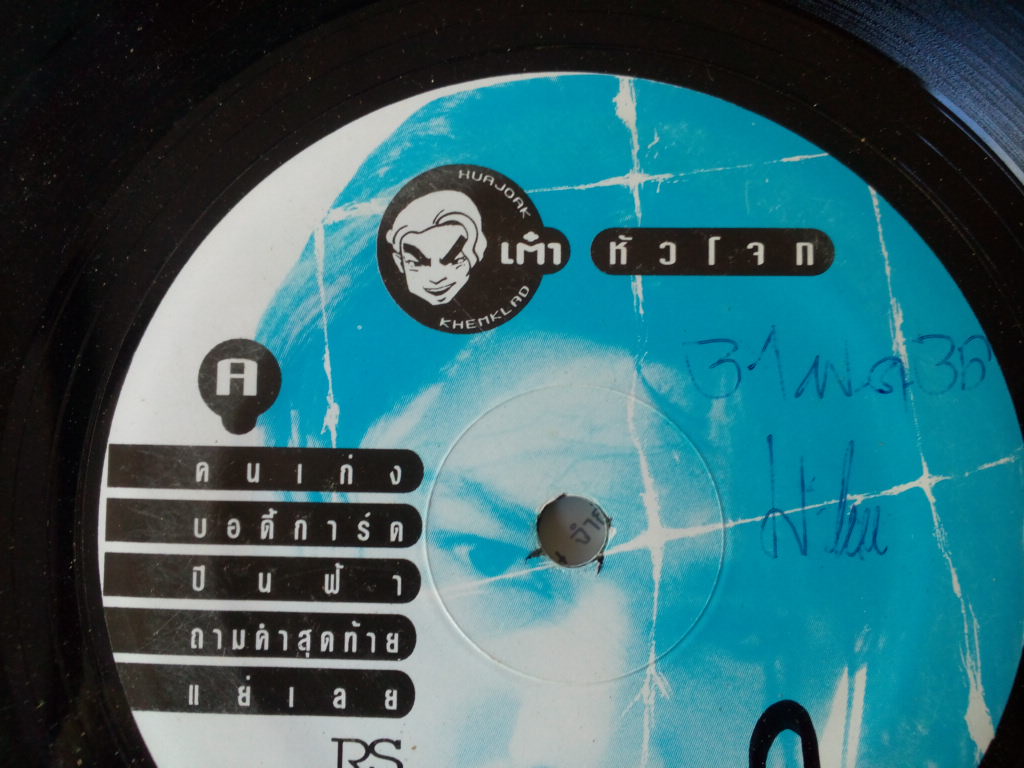 HUAJOAK
เต๋า
หัวโจก
KHEMKLAD
A
คนเก่ง
บอดี้การ์ด
ปีนฟ้า
ถามคำสุดท้าย
แย่เลย
RS